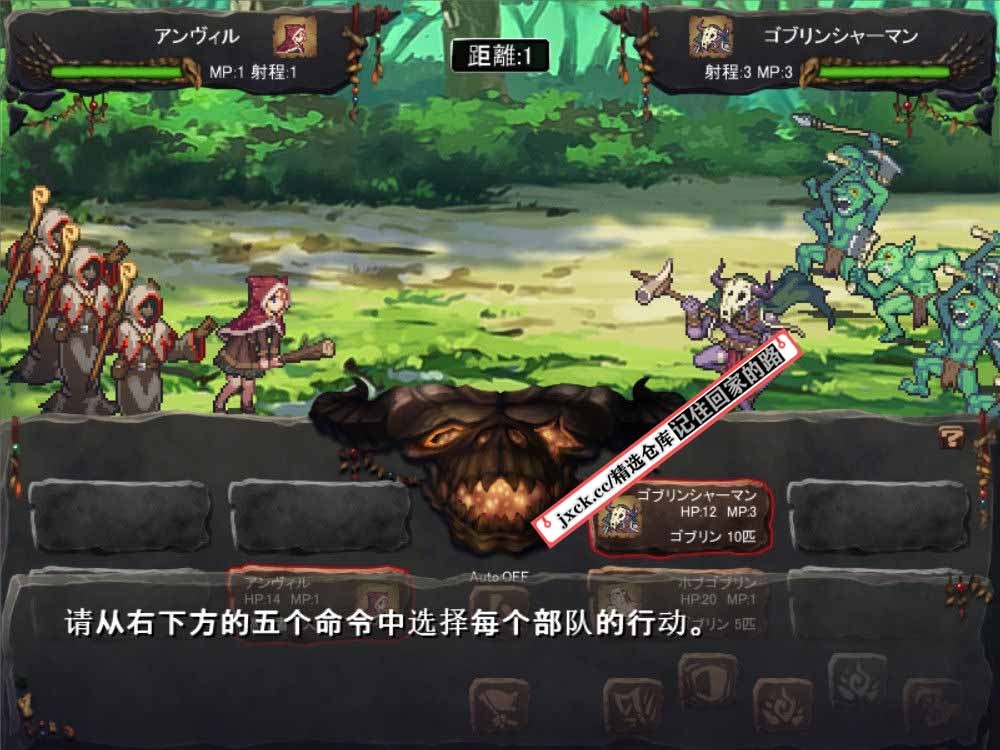 アンヴィル
MP:1 射程:1
距離:1
ゴブリンシャーマン
射程:3 MP:3
jxck.cc/精选仓库记住回家的路
ゴブリンシャーマン
HP:12 MP:3
ゴブリン 10匹
Auto OFF
アンヴィル
HP:14 MP:1
ホブゴブリン
HP:20 MP:1
ブリン 5匹
请从右下方的五个命令中选择每个部队的行动。